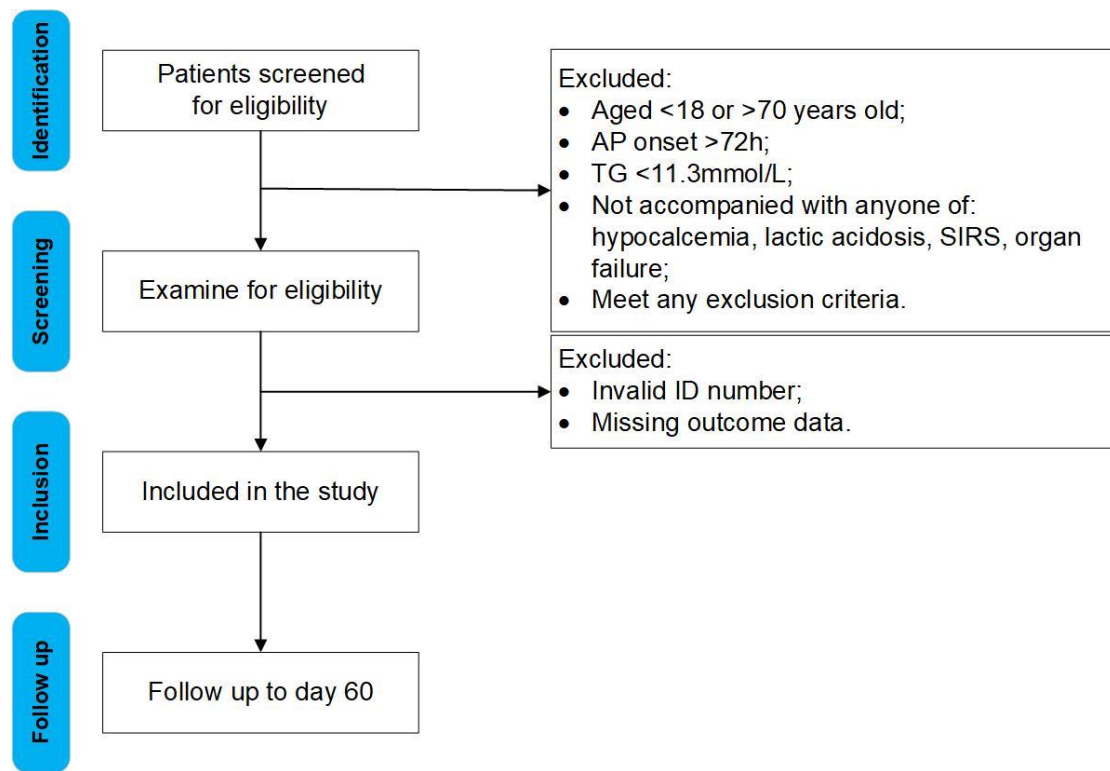 Identification
Patients screened
for eligibility
Excluded:
• Aged <18 or >70 years old;
• AP onset >72h;
• TG <11.3mmol/L;
• Not accompanied with anyone of:
hypocalcemia, lactic acidosis, SIRS, organ
failure;
• Meet any exclusion criteria.
Screening
Examine for eligibility
Excluded:
• Invalid ID number;
• Missing outcome data.
Inclusion
Included in the study
Follow up
Follow up to day 60